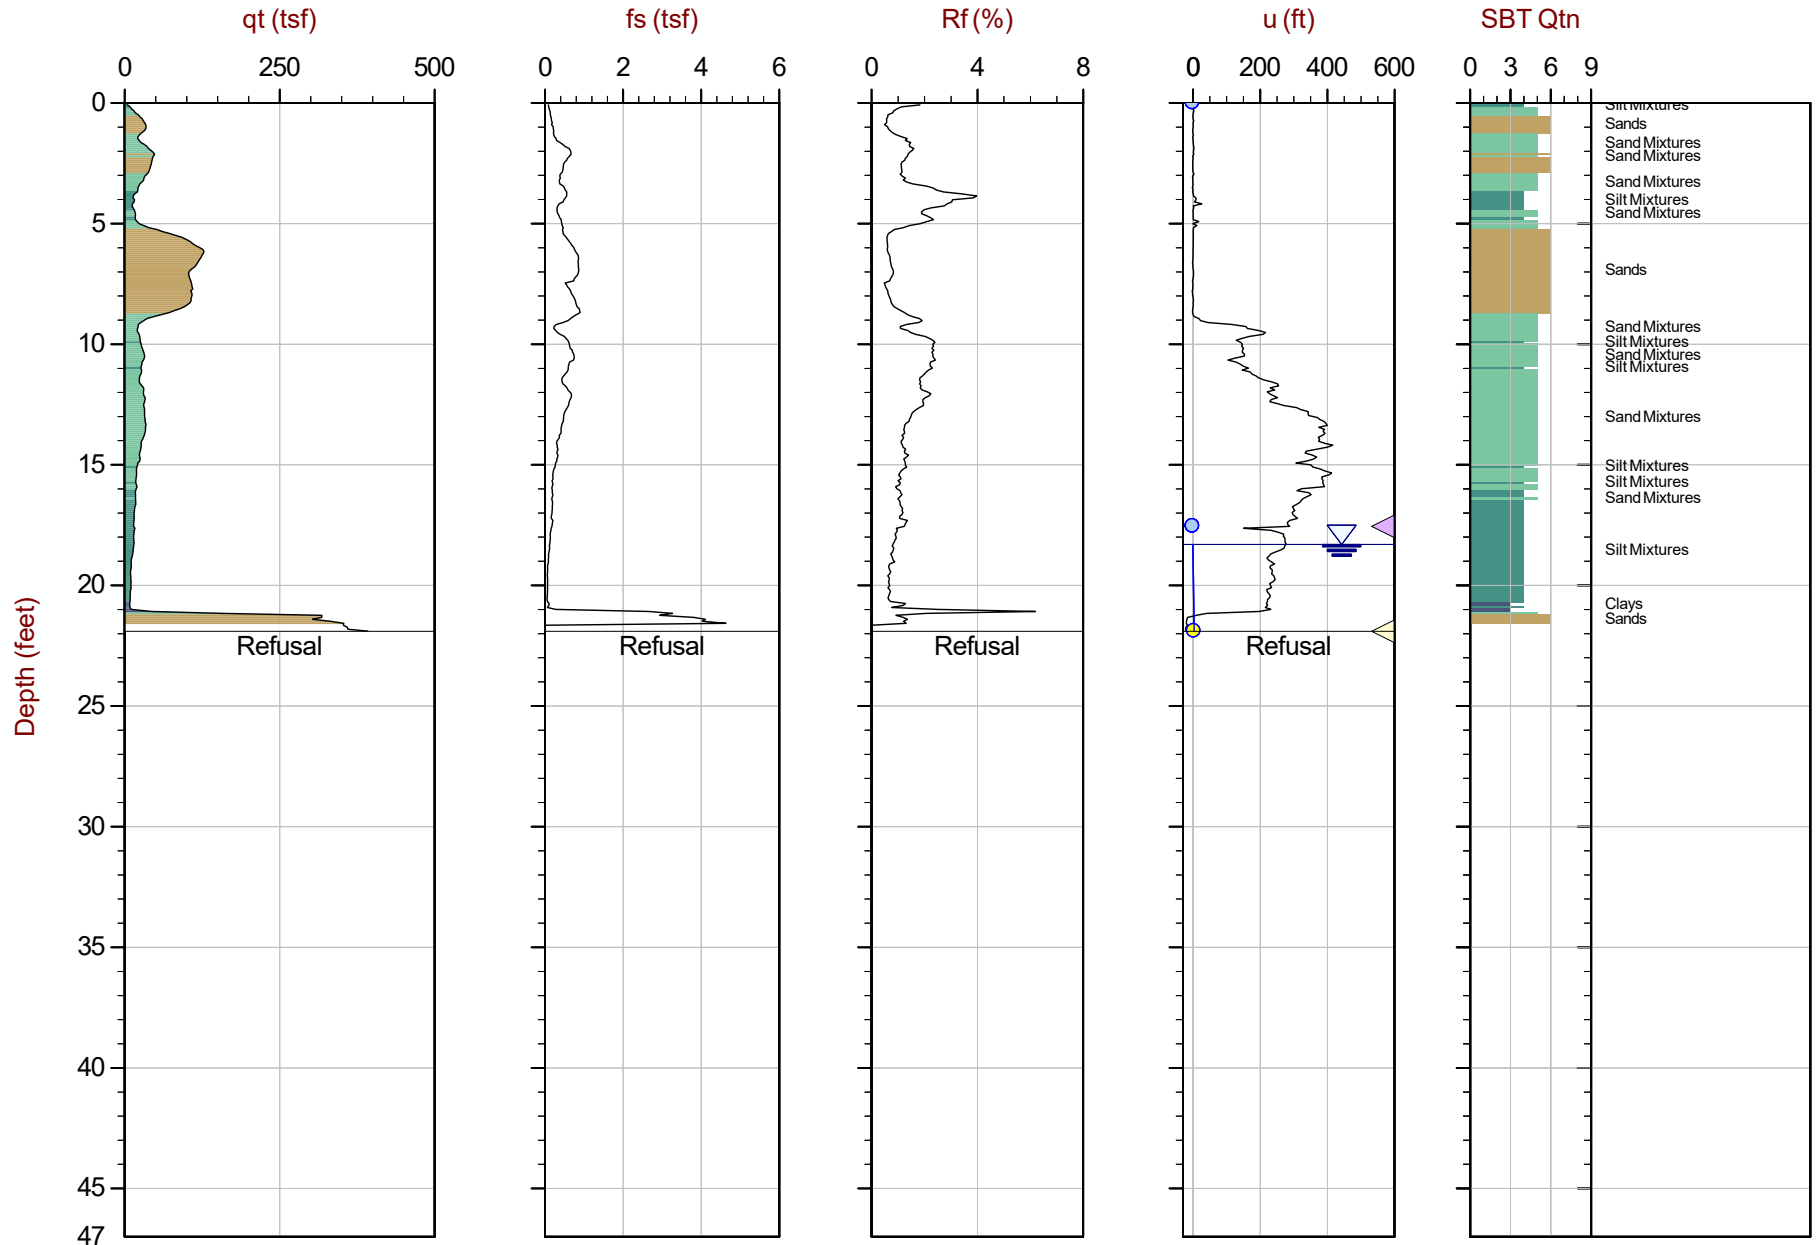 qt (tsf)
fs (tsf)
Rf (%)
u (ft)
SBT Qtn
0 250 500
0 2 4 6
0 4 8
0 0 200 400 600
0 3 6 9
Depth (feet)
0
5
10
15
20
25
30
35
40
45
47
Silt Mixtures
Sands
Sand Mixtures
Sand Mixtures
Sand Mixtures
Silt Mixtures
Sand Mixtures
Sands
Sand Mixtures
Silt Mixtures
Sand Mixtures
Silt Mixtures
Sand Mixtures
Silt Mixtures
Silt Mixtures
Sand Mixtures
Silt Mixtures
Clays
Sands
Refusal
Refusal
Refusal
Refusal